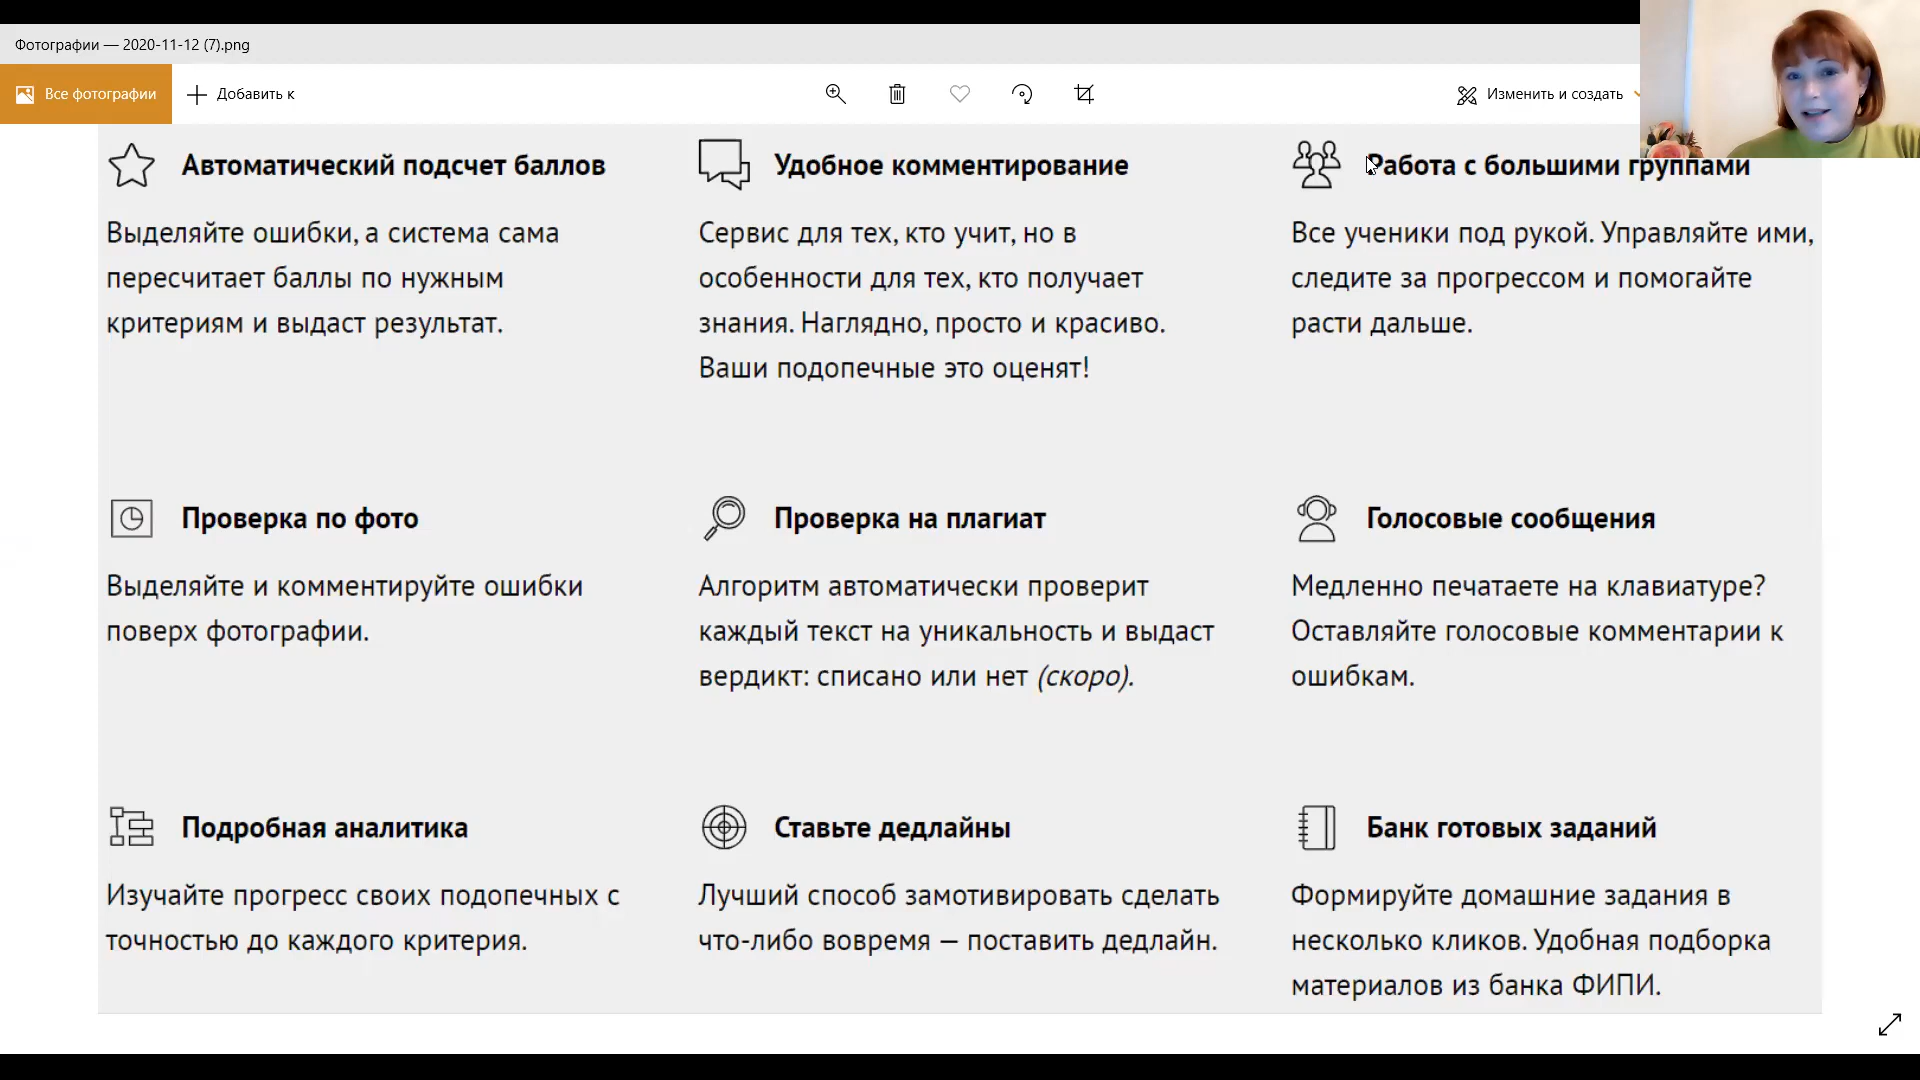 Фотографии — 2020-11-12 (7).png
Все фотографии
Добавить к
Изменить и создать
Автоматический подсчет баллов
Выделяйте ошибки, а система сама
пересчитает баллы по нужным
критериям и выдаст результат.
Удобное комментирование
Сервис для тех, кто учит, но в
особенности для тех, кто получает
знания. Наглядно, просто и красиво.
Ваши подопечные это оценят!
Работа с большими группами
Все ученики под рукой. Управляйте ими,
следите за прогрессом и помогайте
расти дальше.
Проверка по фото
Выделяйте и комментируйте ошибки
поверх фотографии.
Проверка на плагиат
Алгоритм автоматически проверит
каждый текст на уникальность и выдаст
вердикт: списано или нет (скоро).
Голосовые сообщения
Медленно печатаете на клавиатуре?
Оставляйте голосовые комментарии к
ошибкам.
Подробная аналитика
Изучайте прогресс своих подопечных с
точностью до каждого критерия.
Ставьте дедлайны
Лучший способ замотивировать сделать
что-либо вовремя — поставить дедлайн.
Банк готовых заданий
Формируйте домашние задания в
несколько кликов. Удобная подборка
материалов из банка ФИПИ.